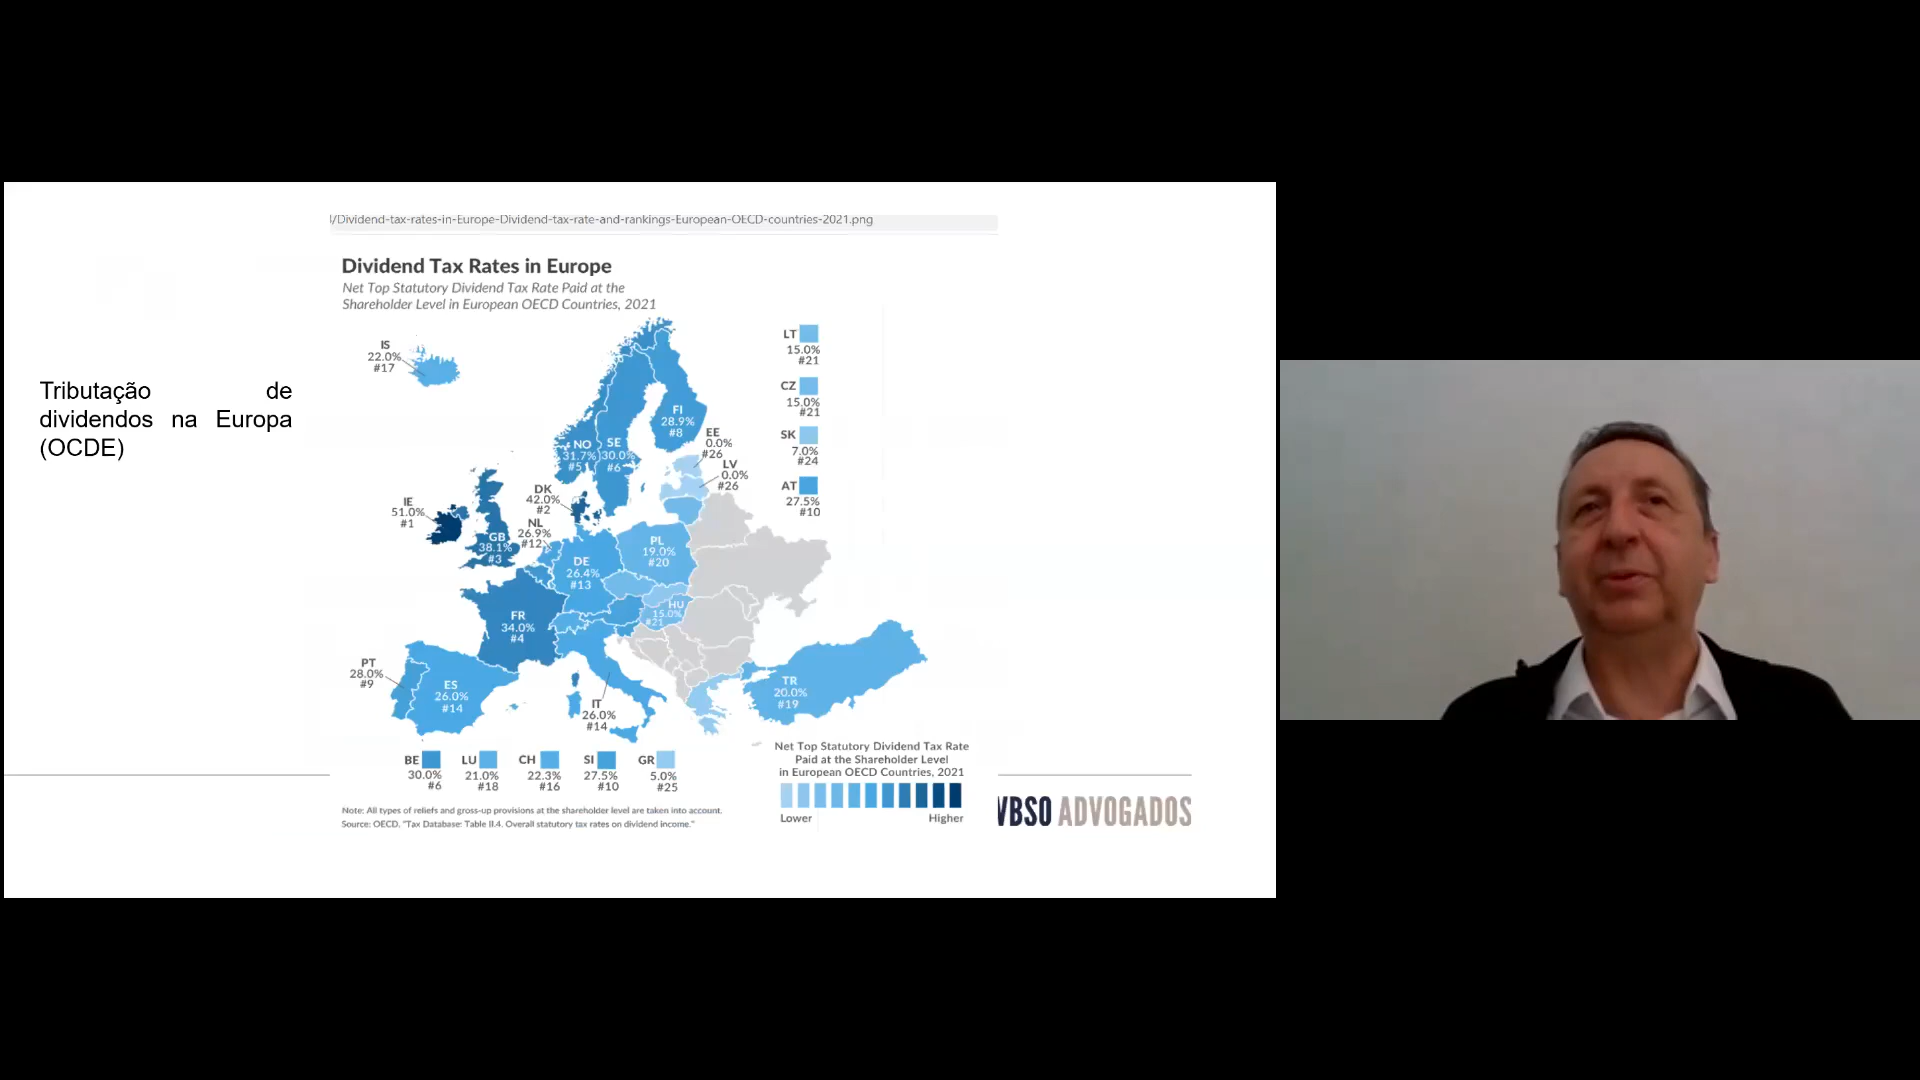 l/Dividend-tax-rates-in-Europe-Dividend-tax-rate-and-rankings-European-OECD-countries-2021.png
Dividend Tax Rates in Europe
Net Top Statutory Dividend Tax Rate Paid at the
Shareholder Level in European OECD Countries, 2021
Tributação de
dividendos na Europa
(OCDE)
IS
22.0%
#17
LT
15.0%
#21
CZ
15.0%
#21
SK
7.0%
#24
AT
27.5%
#10
FI
28.9%
#8
EE
0.0%
#26
LV
0.0%
#26
NO
31.7%
#5
SE
30.0%
#6
DK
42.0%
#2
IE
51.0%
#1
GB
38.1%
#3
NL
26.9%
#12
DE
26.4%
#13
PL
19.0%
#20
HU
15.0%
#21
FR
34.0%
#4
PT
28.0%
#9
ES
26.0%
#14
IT
26.0%
#14
TR
20.0%
#19
BE
30.0%
#6
LU
21.0%
#18
CH
22.3%
#16
SI
27.5%
#10
GR
5.0%
#25
Net Top Statutory Dividend Tax Rate
Paid at the Shareholder Level
in European OECD Countries, 2021
Lower Higher
Note: All types of reliefs and gross-up provisions at the shareholder level are taken into account.
Source: OECD, "Tax Database: Table II.4. Overall statutory tax rates on dividend income."
VBSO ADVOGADOS